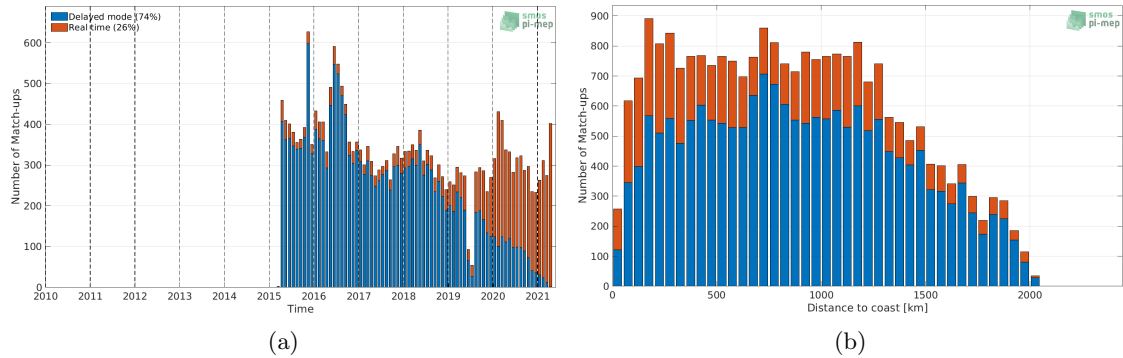 Delayed mode (74%)
Real time (26%)
smos
pi-mep
600
500
400
300
200
100
0
Number of Match-ups
2010 2011 2012 2013 2014 2015 2016 2017 2018 2019 2020 2021
Time
(a)
smos
pi-mep
900
800
700
600
500
400
300
200
100
0
Number of Match-ups
0 500 1000 1500 2000
Distance to coast [km]
(b)